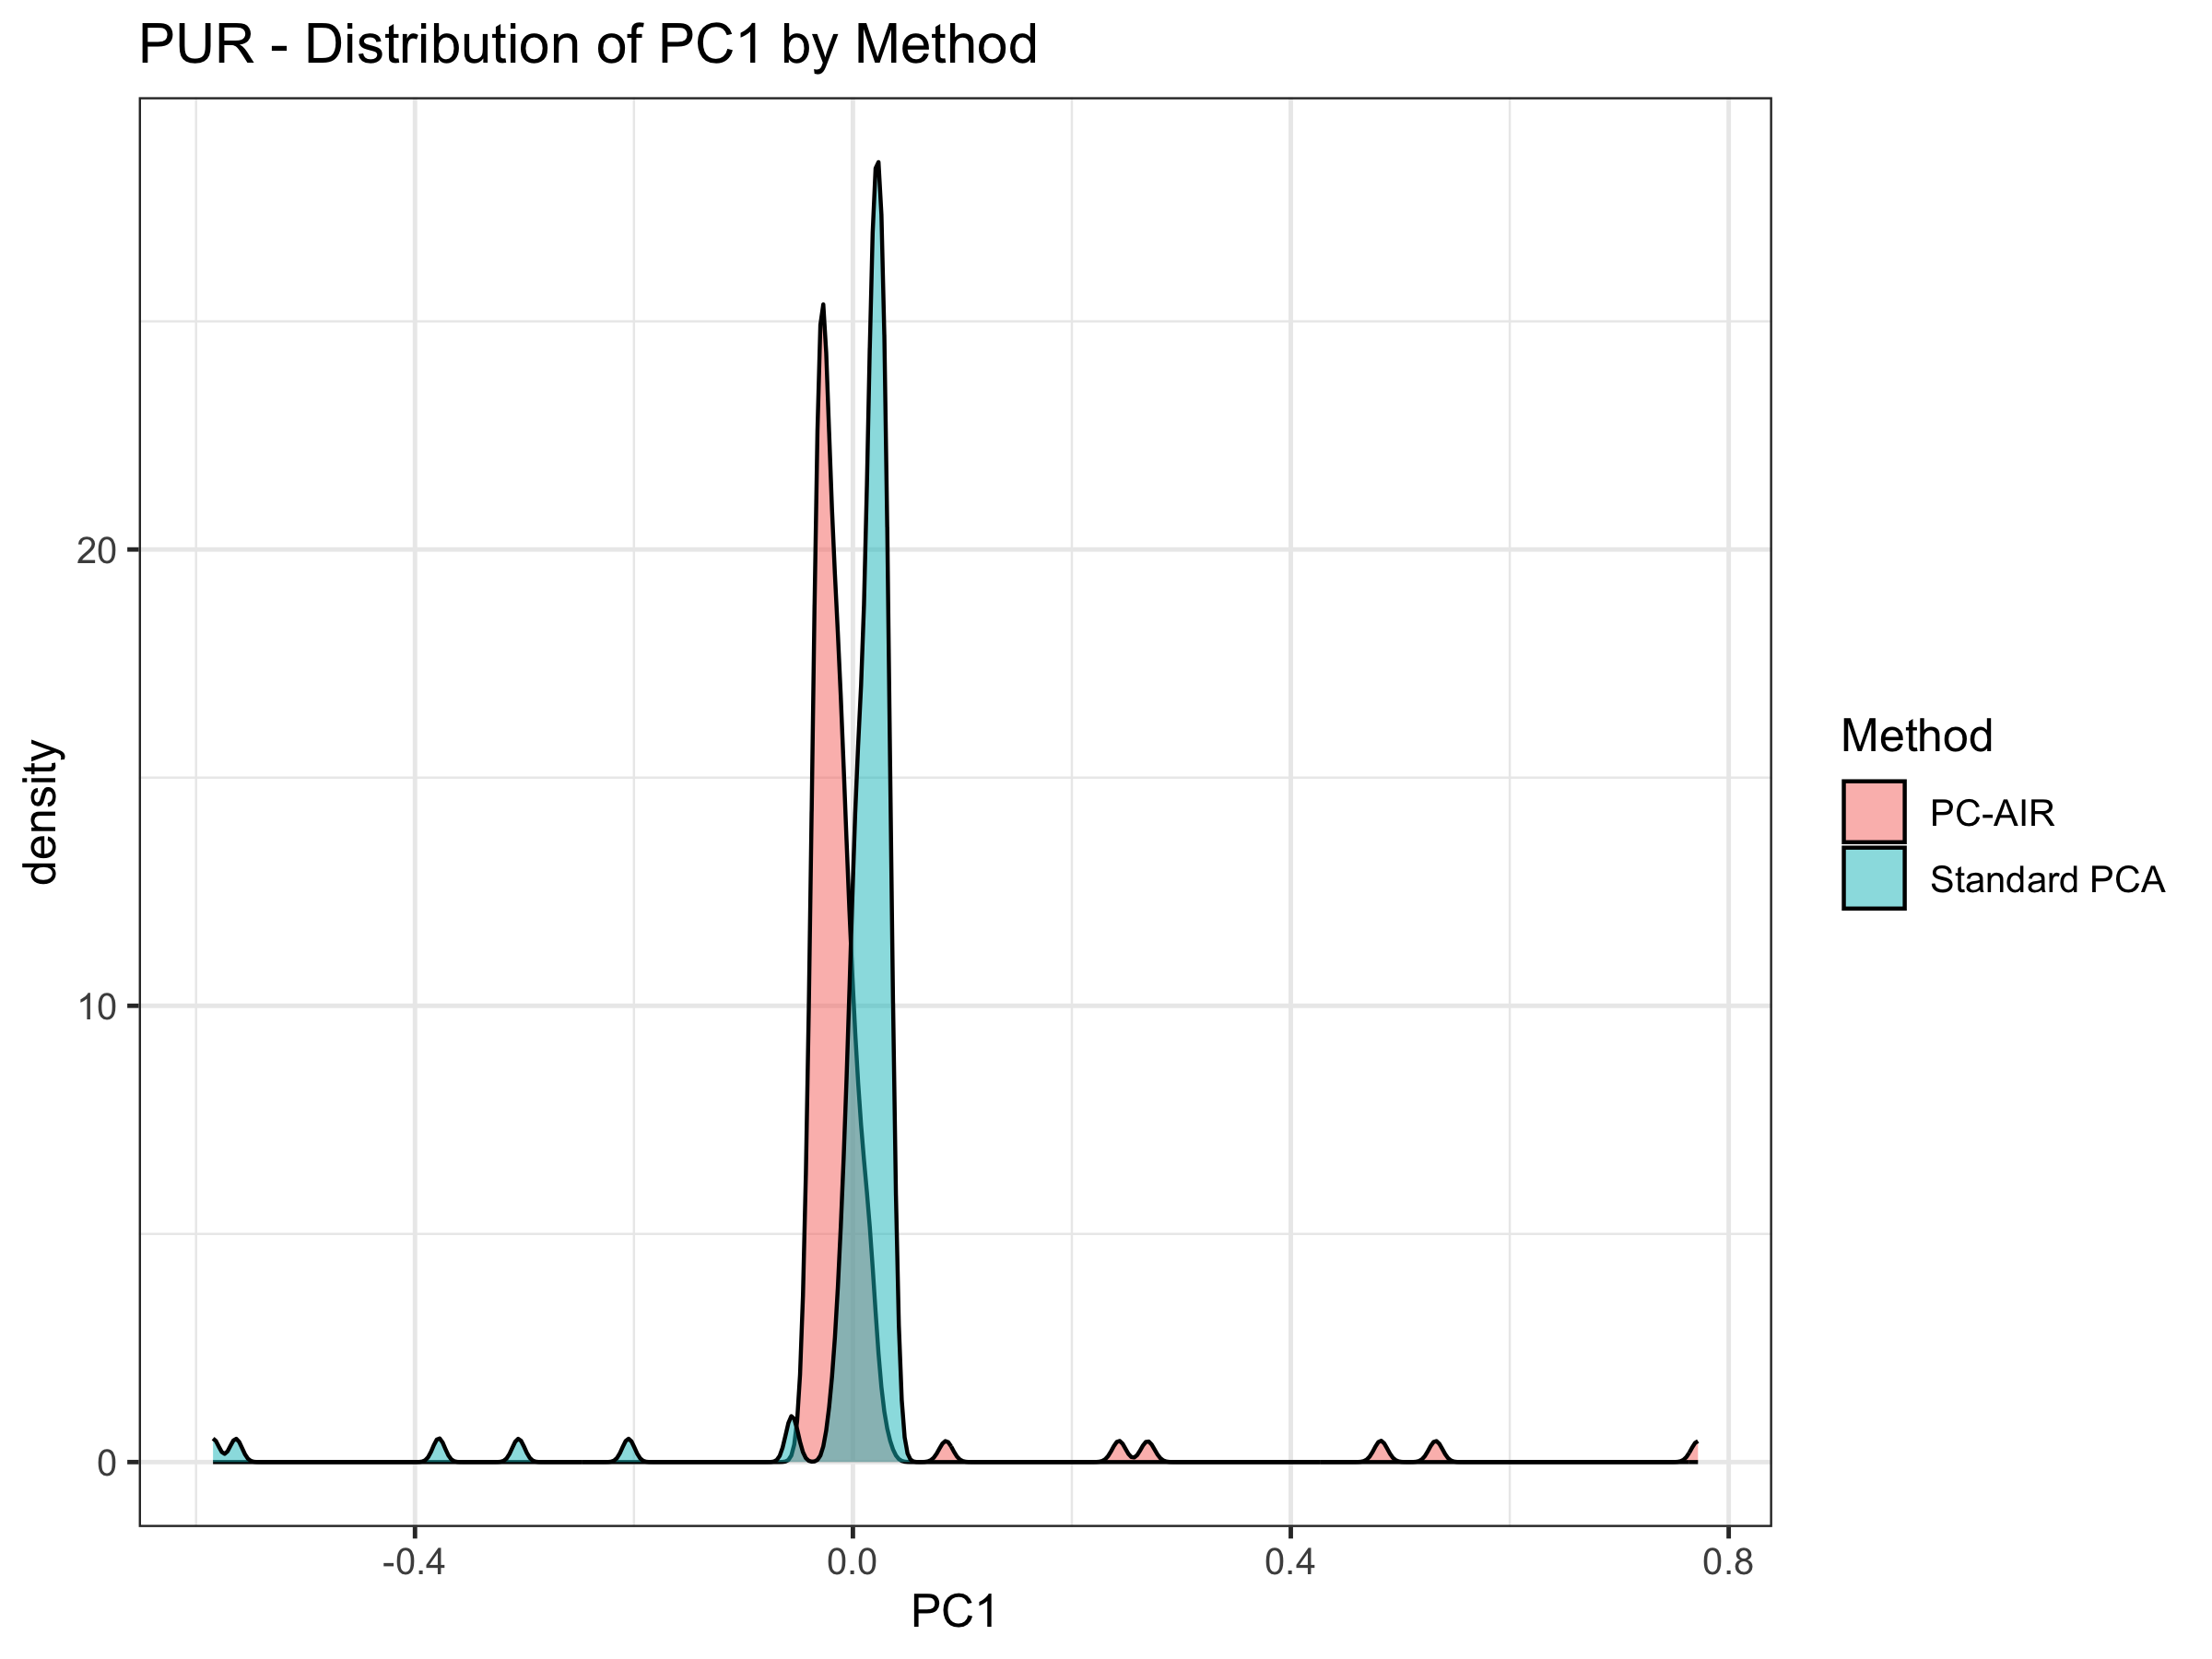 PUR - Distribution of PC1 by Method
density
20
10
0
-0.4
0.0
0.4
0.8
PC1
Method
PC-AIR
Standard PCA